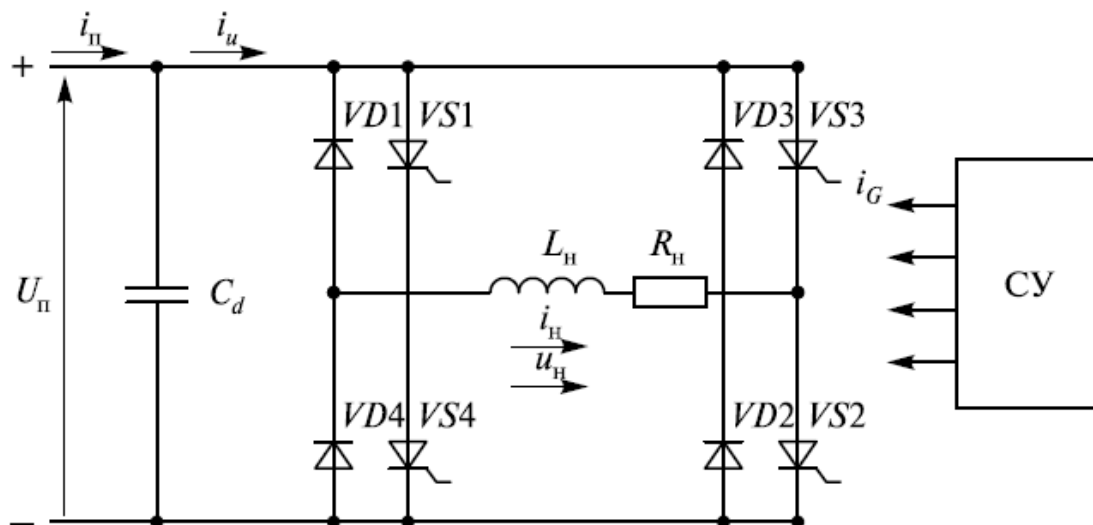 iп iu
+
VD1 VS1 VD3 VS3
iG
Lн Rн
Uп Cd СУ
iн
uн
VD4 VS4 VD2 VS2
−